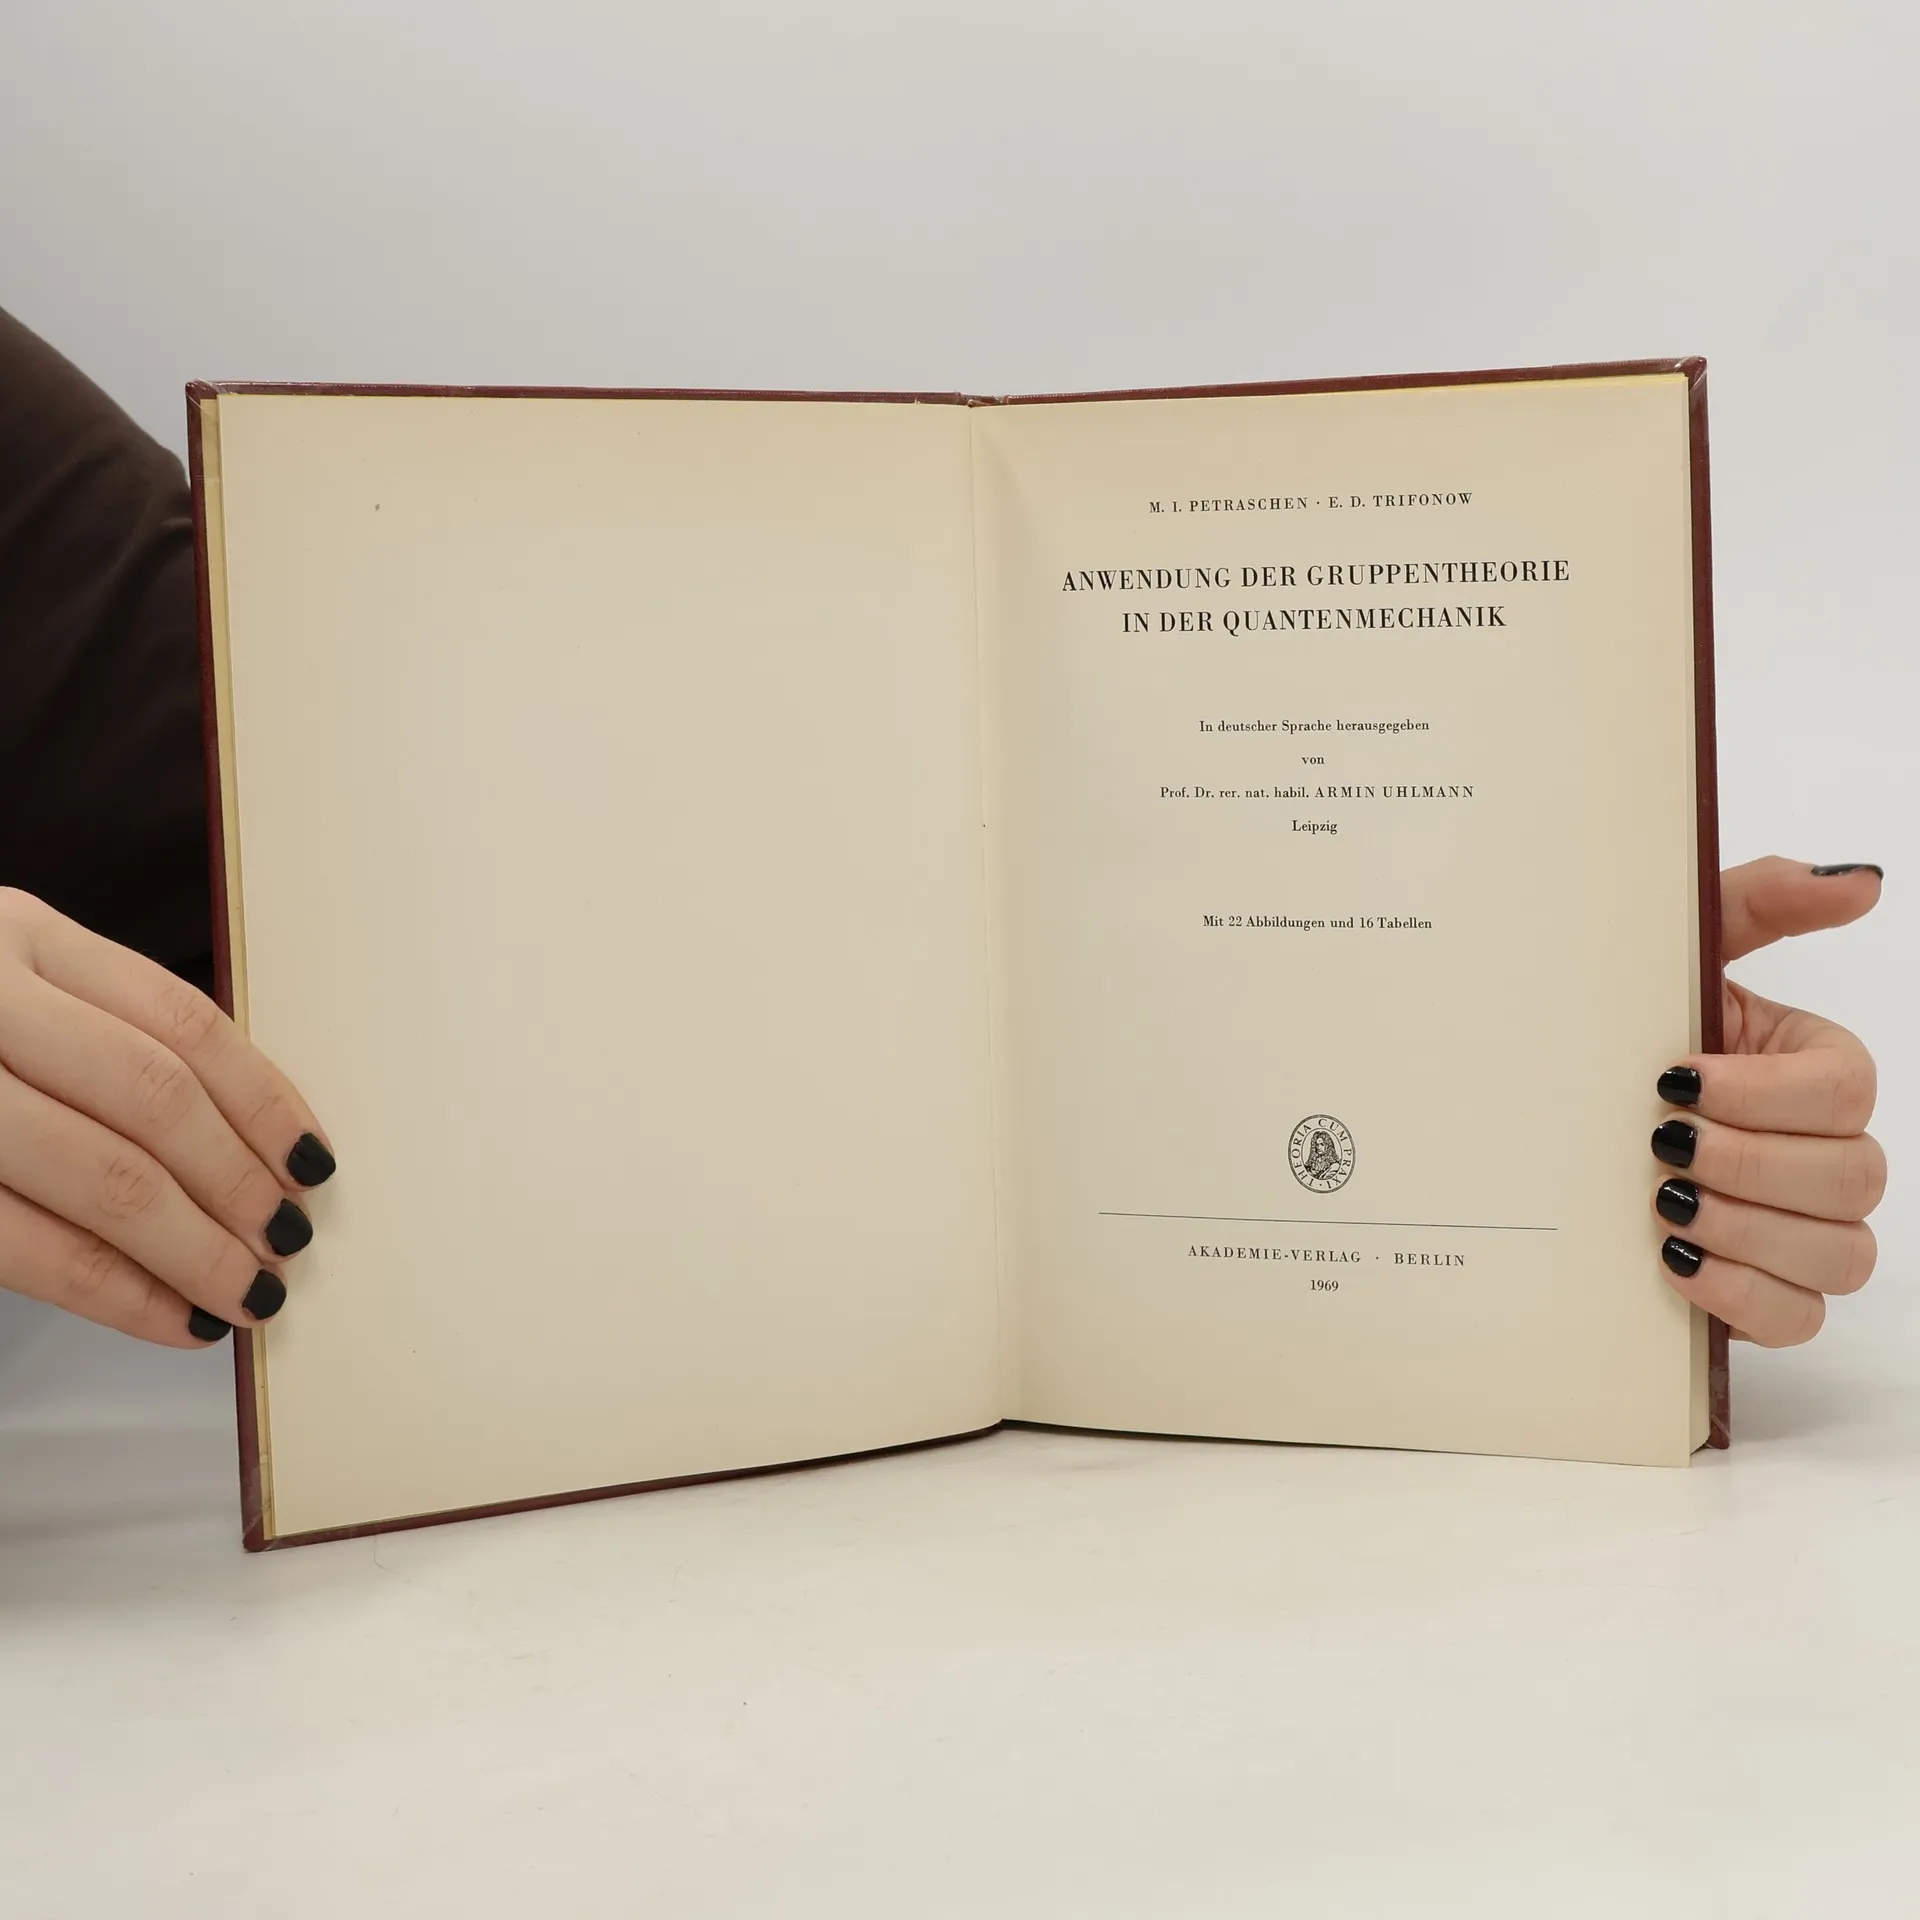 M. I. PETRASCHEN · E. D. TRIFONOW
ANWENDUNG DER GRUPPENTHEORIE
IN DER QUANTENMECHANIK
In deutscher Sprache herausgegeben
von
Prof. Dr. rer. nat. habil. ARMIN UHLMANN
Leipzig
Mit 22 Abbildungen und 16 Tabellen
THEORIA CUM PRAXI ·
AKADEMIE-VERLAG · BERLIN
1969